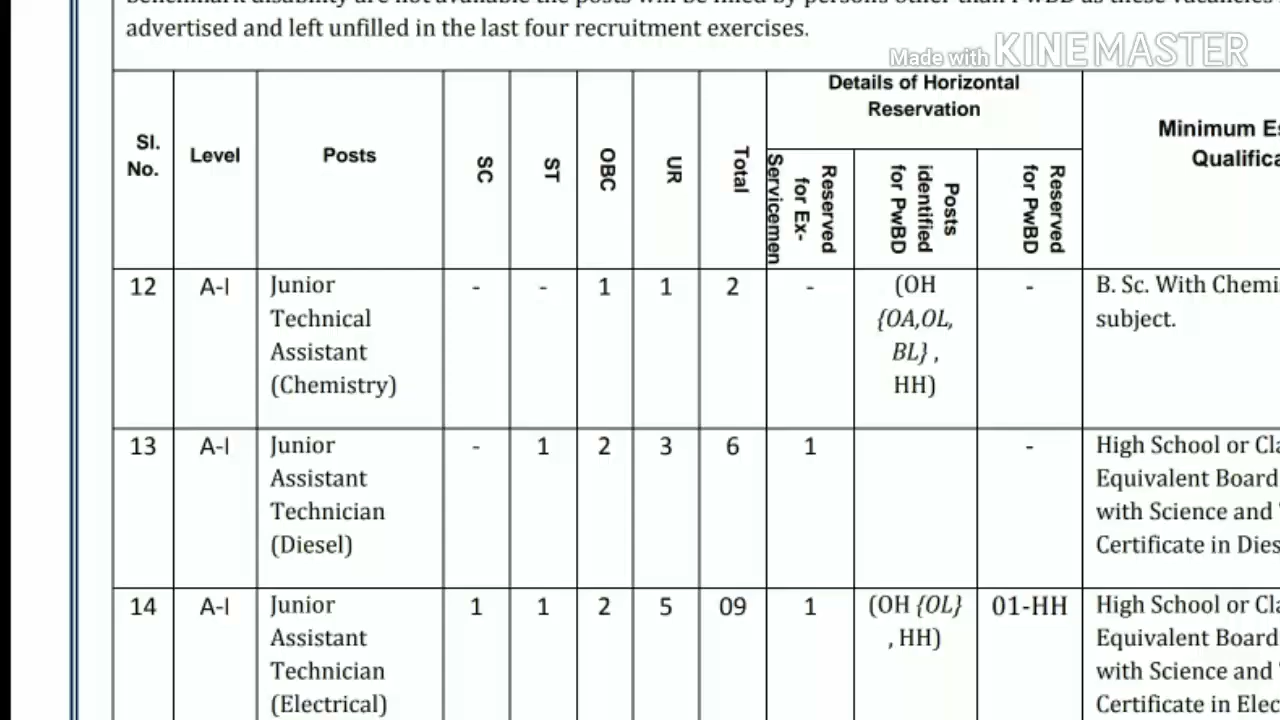 benchmark disability are not available the posts will be filled by persons other than PwBD as these vacancies
advertised and left unfilled in the last four recruitment exercises.
Made with KINEMASTER
Sl. No.
Level
Posts
SC
ST
OBC
UR
Total
Details of Horizontal
Reservation
Reserved
for Ex-
Servicemen
Posts
identified
for PwBD
Reserved
for PwBD
Minimum
12 A-I Junior - - 1 1 2 - (OH - B. Sc. With
Technical {OA,OL, subject.
Assistant BL} ,
(Chemistry) HH)
13 A-I Junior - 1 2 3 6 1 - High School or
Assistant Equivalent Board
Technician with Science and
(Diesel) Certificate in
14 A-I Junior 1 1 2 5 09 1 (OH {OL} 01-HH High School or
Assistant , HH) Equivalent Board
Technician with Science and
(Electrical) Certificate in